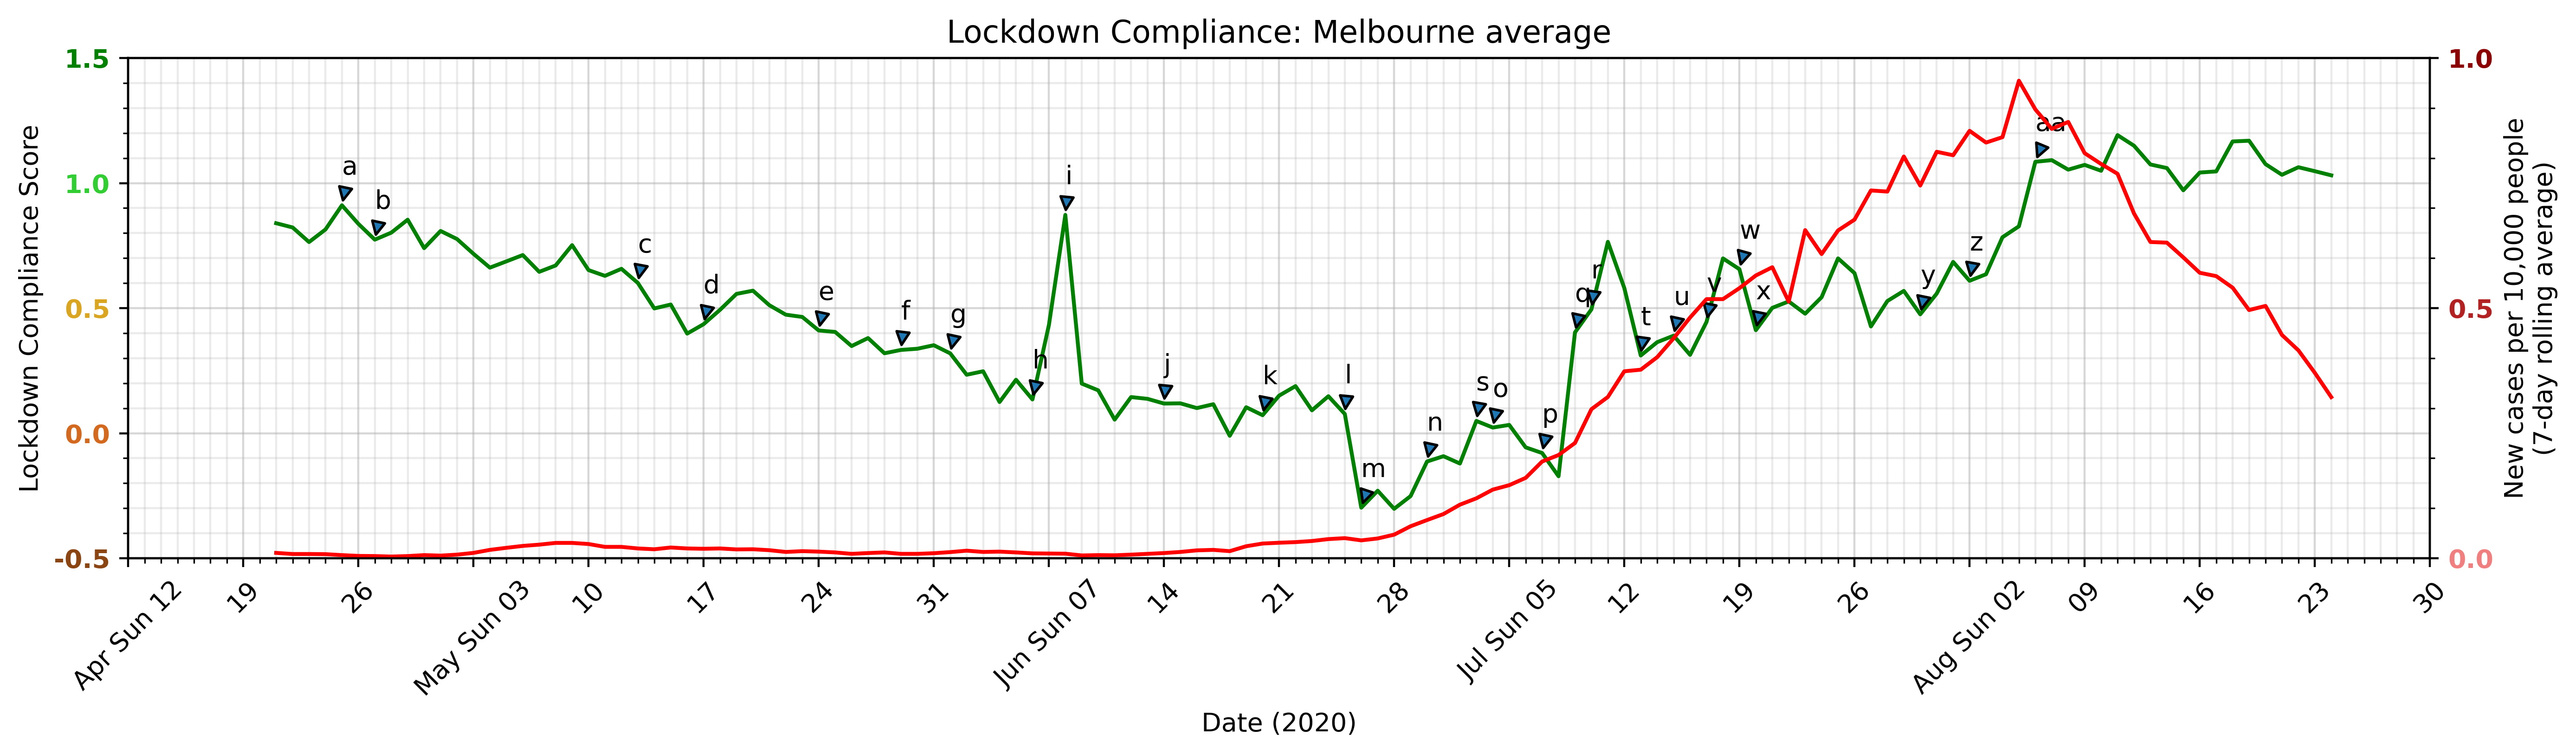 Lockdown Compliance: Melbourne average
1.5
1.0
0.5
0.0
-0.5
Lockdown Compliance Score
a
b
c
d
e
f
g
h
i
j
k
l
m
n
s
o
p
q
r
t
u
v
w
x
y
z
aa
1.0
0.5
0.0
New cases per 10,000 people
(7-day rolling average)
Apr Sun 12
19
26
May Sun 03
10
17
24
31
Jun Sun 07
14
21
28
Jul Sun 05
12
19
26
Aug Sun 02
09
16
23
30
Date (2020)